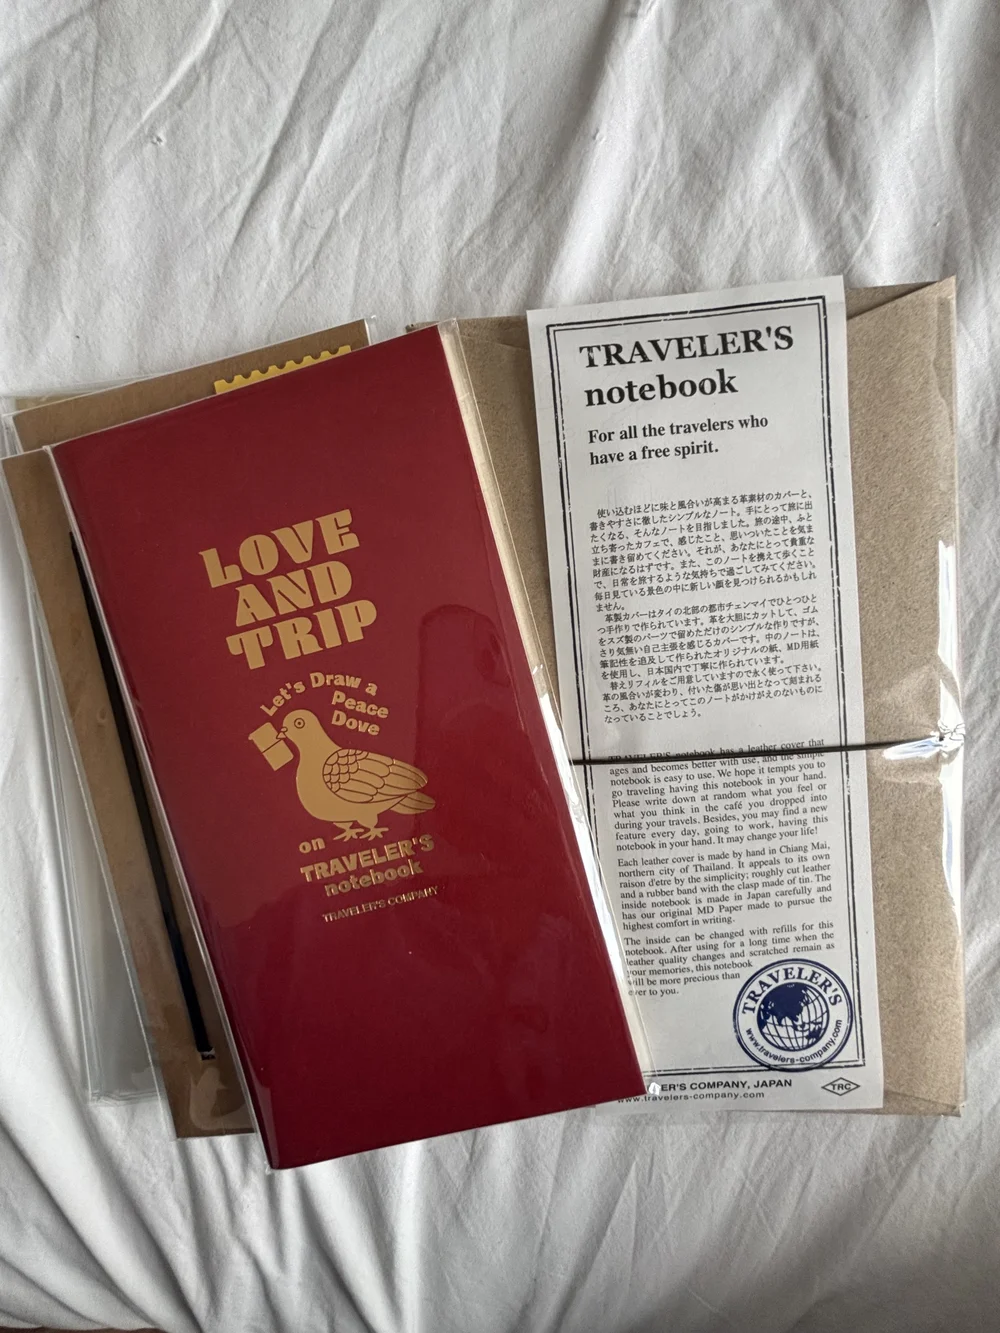 LOVE
AND
TRIP
Let's Draw a
Peace
Dove
on
TRAVELER'S
notebook
TRAVELER'S COMPANY
TRAVELER'S
notebook
For all the travelers who
have a free spirit.
使い込むほどに味と風合いが高まる革素材のカバーと、
書きやすさに徹したシンプルなノート。手にとって旅に出
たくなる、そんなノートを目指しました。旅の途中、ふと
立ち寄ったカフェで、感じたこと、思いついたことを気ま
まに書き留めてください。それが、あなたにとって貴重な
財産になるはずです。また、このノートを携えて歩くこと
で、日常を旅するような気持ちで過ごしてみてください。
毎日見ている景色の中に新しい顔を見つけられるかもしれ
ません。
革製カバーはタイの北部の都市チェンマイでひとつひと
つ手作りで作られています。革を大胆にカットして、ゴム
をスズ製のパーツで留めただけのシンプルな作りですが、
さり気無い自己主張を感じるカバーです。中のノートは、
筆記性を追及して作られたオリジナルの紙、MD用紙
を使用し、日本国内で丁寧に作られています。
替えリフィルをご用意していますので永く使って下さい。
革の風合いが変わり、付いた傷が思い出となって刻まれる
ころ、あなたにとってこのノートがかけがえのないものに
なっていることでしょう。
TRAVELER'S notebook has a leather cover that
ages and becomes better with use, and the simple
notebook is easy to use. We hope it tempts you to
go traveling having this notebook in your hand.
Please write down at random what you feel or
what you think in the café you dropped into
during your travels. Besides, you may find a new
feature every day, going to work, having this
notebook in your hand. It may change your life!
Each leather cover is made by hand in Chiang Mai,
northern city of Thailand. It appeals to its own
raison d'etre by the simplicity; roughly cut leather
and a rubber band with the clasp made of tin. The
inside notebook is made in Japan carefully and
has our original MD Paper made to pursue the
highest comfort in writing.
The inside can be changed with refills for this
notebook. After using for a long time when the
leather quality changes and scratched remain as
your memories, this notebook
will be more precious than
ever to you.
TRAVELER'S
www.travelers-company.com
ER'S COMPANY, JAPAN
www.travelers-company.com
TRC